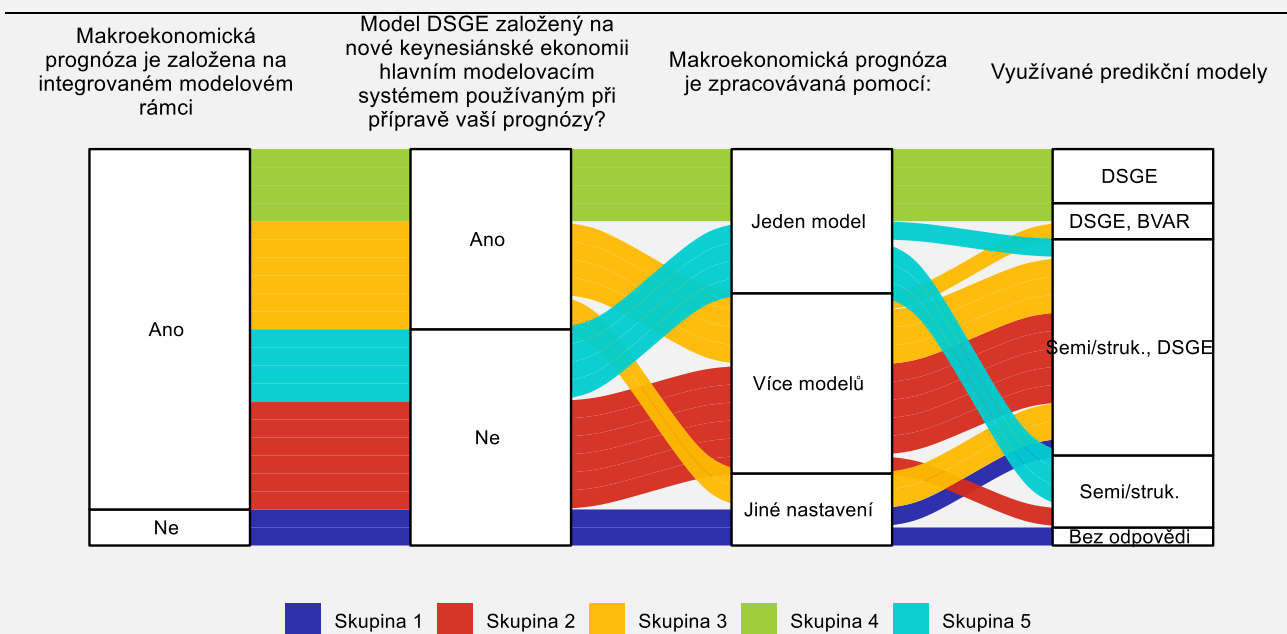 Makroekonomická
prognóza je založena na
integrovaném modelovém
rámci
Model DSGE založený na
nové keynesiánské ekonomii
hlavním modelovacím
systémem používaným při
přípravě vaší prognózy?
Makroekonomická prognóza
je zpracovávaná pomocí:
Využívané predikční modely
Ano
Ne
Ano
Ne
Jeden model
Více modelů
Jiné nastavení
DSGE
DSGE, BVAR
Semi/struk., DSGE
Semi/struk.
Bez odpovědi
Skupina 1
Skupina 2
Skupina 3
Skupina 4
Skupina 5